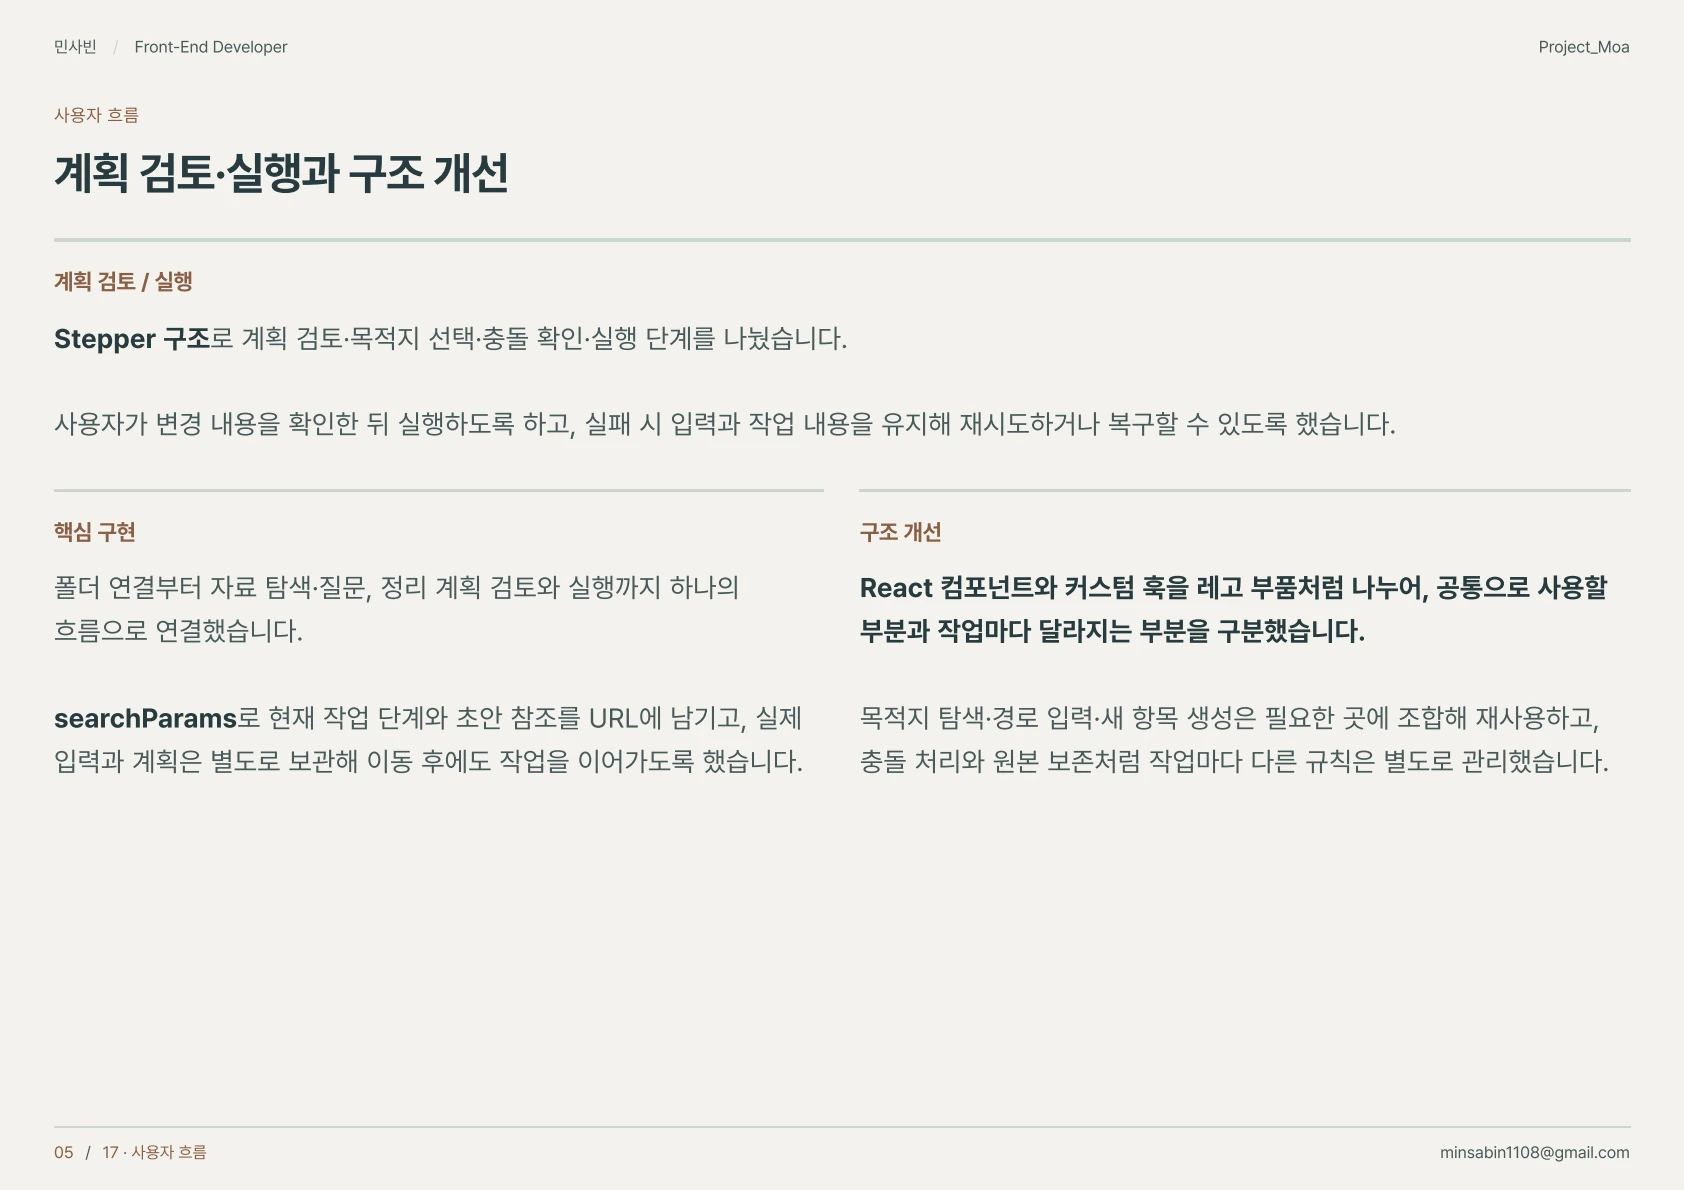 민사빈 / Front-End Developer
Project_Moa
사용자 흐름
계획 검토·실행과 구조 개선
계획 검토 / 실행
Stepper 구조로 계획 검토·목적지 선택·충돌 확인·실행 단계를 나눴습니다.
사용자가 변경 내용을 확인한 뒤 실행하도록 하고, 실패 시 입력과 작업 내용을 유지해 재시도하거나 복구할 수 있도록 했습니다.
핵심 구현
폴더 연결부터 자료 탐색·질문, 정리 계획 검토와 실행까지 하나의
흐름으로 연결했습니다.
searchParams로 현재 작업 단계와 초안 참조를 URL에 남기고, 실제
입력과 계획은 별도로 보관해 이동 후에도 작업을 이어가도록 했습니다.
구조 개선
React 컴포넌트와 커스텀 훅을 레고 부품처럼 나누어, 공통으로 사용할
부분과 작업마다 달라지는 부분을 구분했습니다.
목적지 탐색·경로 입력·새 항목 생성은 필요한 곳에 조합해 재사용하고,
충돌 처리와 원본 보존처럼 작업마다 다른 규칙은 별도로 관리했습니다.
05 / 17 · 사용자 흐름
minsabin1108@gmail.com